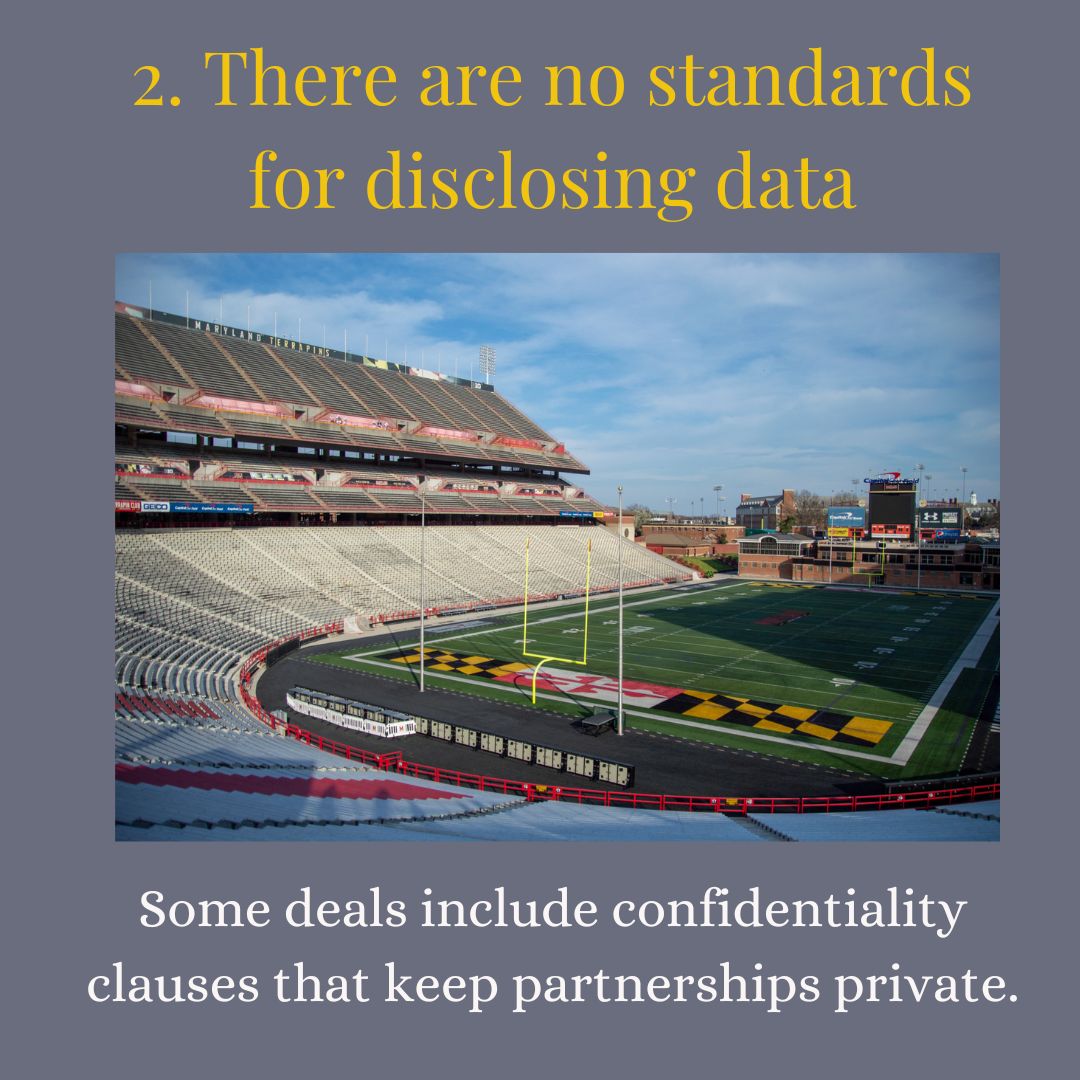 2. There are no standards
for disclosing data
MARYLAND TERRAPINS
GEICO
Some deals include confidentiality
clauses that keep partnerships private.